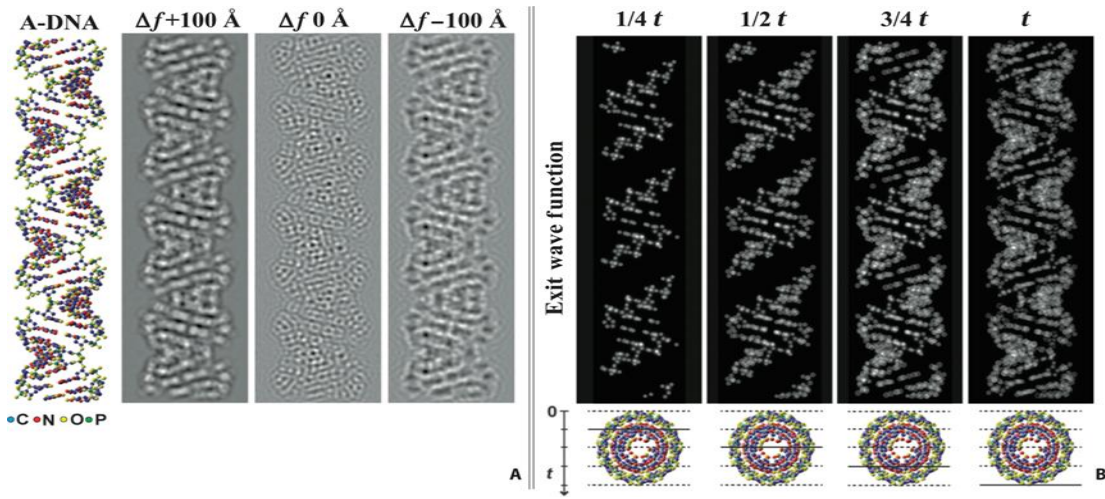 A-DNA
Δf+100 Å
Δf 0 Å
Δf−100 Å
C N O P
A
1/4 t
1/2 t
3/4 t
t
Exit wave function
0
t
B